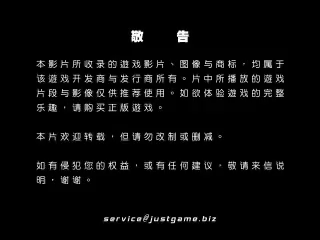 敬 告
本影片所收录的遊戏影片、图像与商标，均属于
该遊戏开发商与发行商所有。片中所播放的遊戏
片段与影像仅供推荐使用。如欲体验遊戏的完整
乐趣，请购买正版遊戏。
本片欢迎转载，但请勿改制或删减。
如有侵犯您的权益，或有任何建议，敬请来信说
明，谢谢。
service@justgame.biz